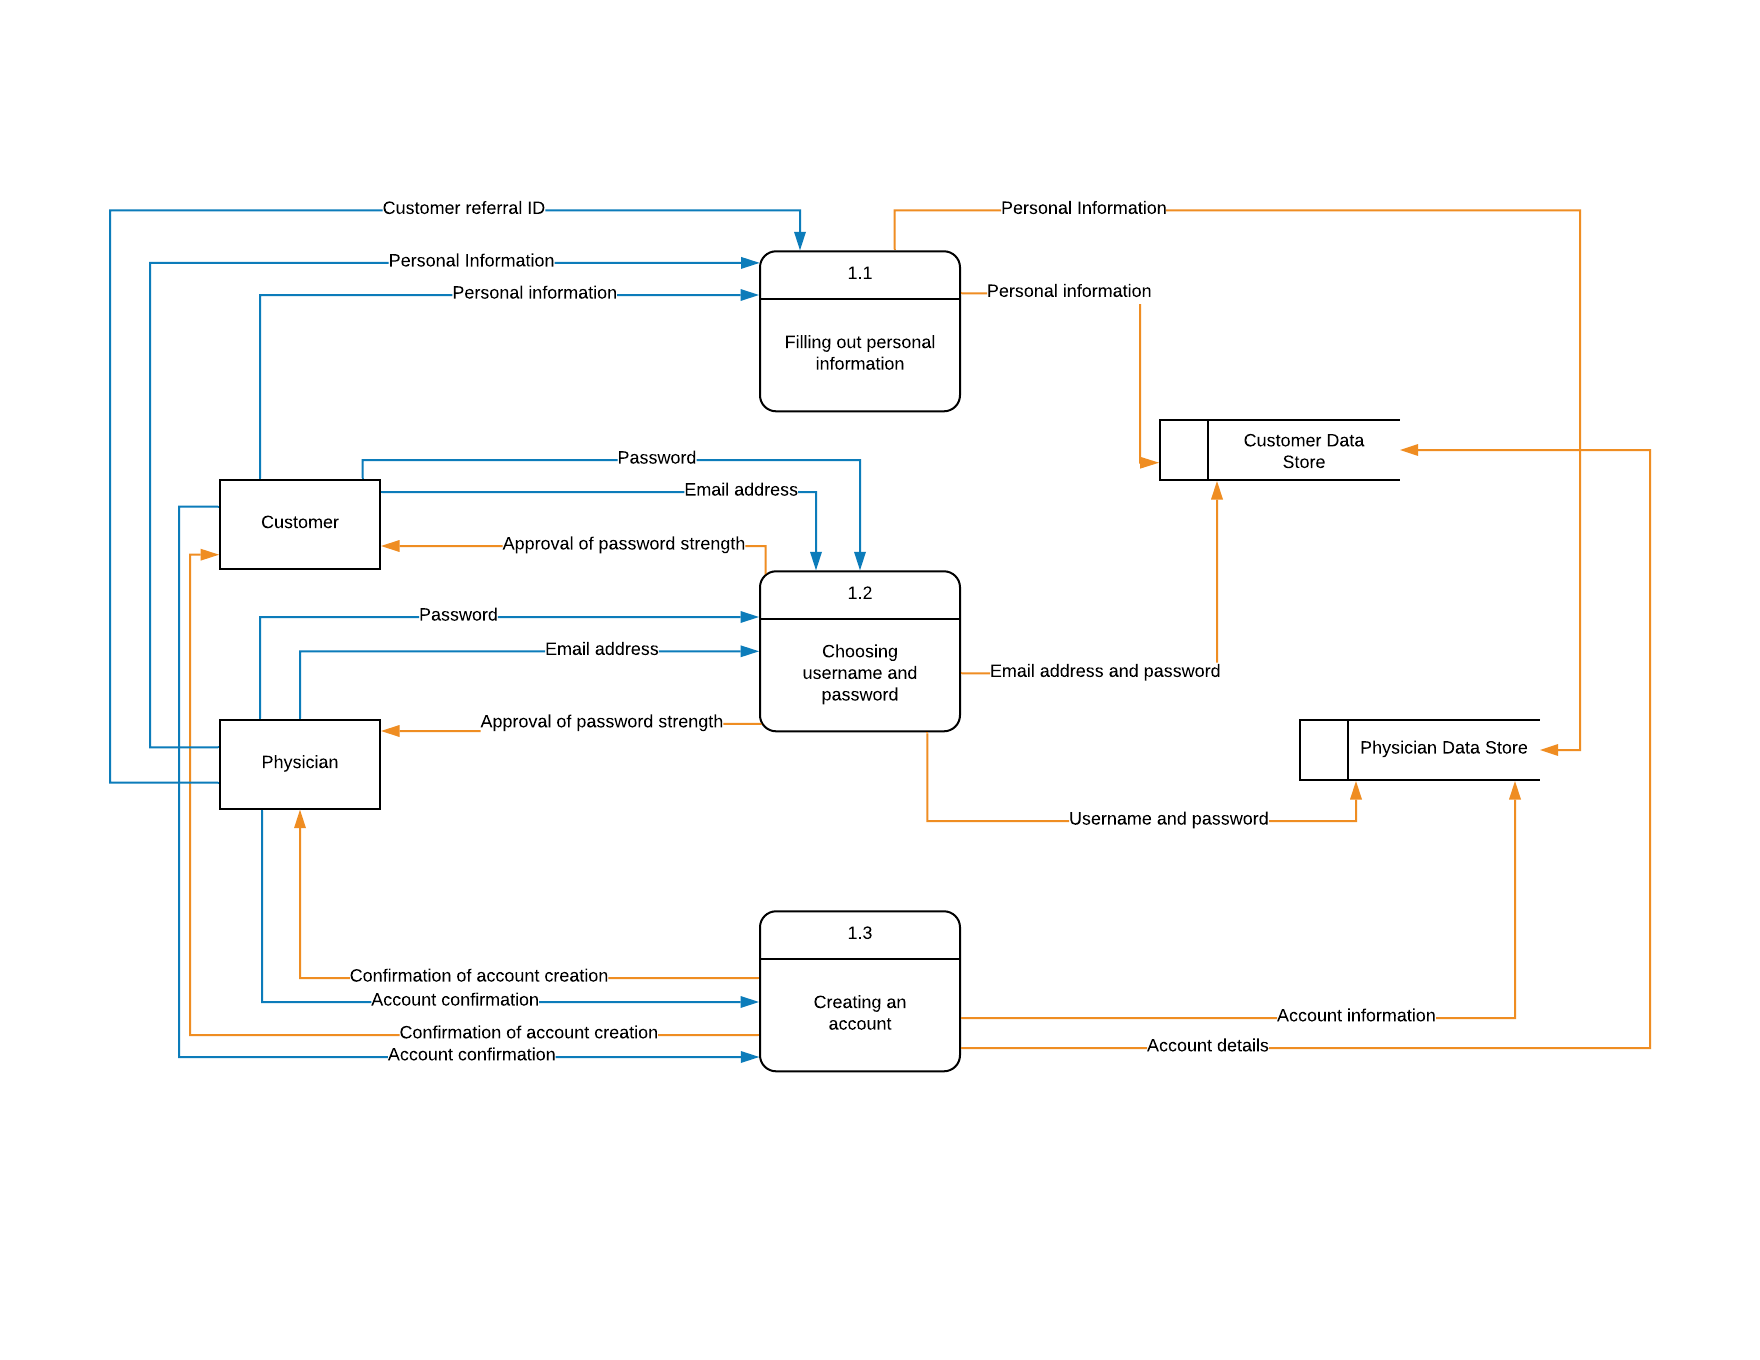 Customer referral ID
Personal Information
Personal Information
Personal information
1.1
Personal information
Filling out personal
information
Customer Data
Store
Password
Email address
Customer
Approval of password strength
1.2
Password
Email address
Choosing
username and
password
Email address and password
Approval of password strength
Physician
Physician Data Store
Username and password
1.3
Confirmation of account creation
Account confirmation
Creating an
account
Account information
Confirmation of account creation
Account details
Account confirmation